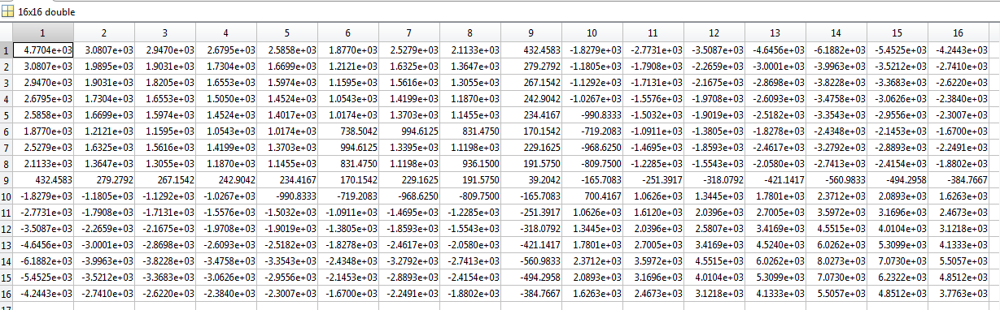 16x16 double
1 2 3 4 5 6 7 8 9 10 11 12 13 14 15 16
1 4.7704e+03 3.0807e+03 2.9470e+03 2.6795e+03 2.5858e+03 1.8770e+03 2.5279e+03 2.1133e+03 432.4583 -1.8279e+03 -2.7731e+03 -3.5087e+03 -4.6456e+03 -6.1882e+03 -5.4525e+03 -4.2443e+03
2 3.0807e+03 1.9895e+03 1.9031e+03 1.7304e+03 1.6699e+03 1.2121e+03 1.6325e+03 1.3647e+03 279.2792 -1.1805e+03 -1.7908e+03 -2.2659e+03 -3.0001e+03 -3.9963e+03 -3.5212e+03 -2.7410e+03
3 2.9470e+03 1.9031e+03 1.8205e+03 1.6553e+03 1.5974e+03 1.1595e+03 1.5616e+03 1.3055e+03 267.1542 -1.1292e+03 -1.7131e+03 -2.1675e+03 -2.8698e+03 -3.8228e+03 -3.3683e+03 -2.6220e+03
4 2.6795e+03 1.7304e+03 1.6553e+03 1.5050e+03 1.4524e+03 1.0543e+03 1.4199e+03 1.1870e+03 242.9042 -1.0267e+03 -1.5576e+03 -1.9708e+03 -2.6093e+03 -3.4758e+03 -3.0626e+03 -2.3840e+03
5 2.5858e+03 1.6699e+03 1.5974e+03 1.4524e+03 1.4017e+03 1.0174e+03 1.3703e+03 1.1455e+03 234.4167 -990.8333 -1.5032e+03 -1.9019e+03 -2.5182e+03 -3.3543e+03 -2.9556e+03 -2.3007e+03
6 1.8770e+03 1.2121e+03 1.1595e+03 1.0543e+03 1.0174e+03 738.5042 994.6125 831.4750 170.1542 -719.2083 -1.0911e+03 -1.3805e+03 -1.8278e+03 -2.4348e+03 -2.1453e+03 -1.6700e+03
7 2.5279e+03 1.6325e+03 1.5616e+03 1.4199e+03 1.3703e+03 994.6125 1.3395e+03 1.1198e+03 229.1625 -968.6250 -1.4695e+03 -1.8593e+03 -2.4617e+03 -3.2792e+03 -2.8893e+03 -2.2491e+03
8 2.1133e+03 1.3647e+03 1.3055e+03 1.1870e+03 1.1455e+03 831.4750 1.1198e+03 936.1500 191.5750 -809.7500 -1.2285e+03 -1.5543e+03 -2.0580e+03 -2.7413e+03 -2.4154e+03 -1.8802e+03
9 432.4583 279.2792 267.1542 242.9042 234.4167 170.1542 229.1625 191.5750 39.2042 -165.7083 -251.3917 -318.0792 -421.1417 -560.9833 -494.2958 -384.7667
10 -1.8279e+03 -1.1805e+03 -1.1292e+03 -1.0267e+03 -990.8333 -719.2083 -968.6250 -809.7500 -165.7083 700.4167 1.0626e+03 1.3445e+03 1.7801e+03 2.3712e+03 2.0893e+03 1.6263e+03
11 -2.7731e+03 -1.7908e+03 -1.7131e+03 -1.5576e+03 -1.5032e+03 -1.0911e+03 -1.4695e+03 -1.2285e+03 -251.3917 1.0626e+03 1.6120e+03 2.0396e+03 2.7005e+03 3.5972e+03 3.1696e+03 2.4673e+03
12 -3.5087e+03 -2.2659e+03 -2.1675e+03 -1.9708e+03 -1.9019e+03 -1.3805e+03 -1.8593e+03 -1.5543e+03 -318.0792 1.3445e+03 2.0396e+03 2.5807e+03 3.4169e+03 4.5515e+03 4.0104e+03 3.1218e+03
13 -4.6456e+03 -3.0001e+03 -2.8698e+03 -2.6093e+03 -2.5182e+03 -1.8278e+03 -2.4617e+03 -2.0580e+03 -421.1417 1.7801e+03 2.7005e+03 3.4169e+03 4.5240e+03 6.0262e+03 5.3099e+03 4.1333e+03
14 -6.1882e+03 -3.9963e+03 -3.8228e+03 -3.4758e+03 -3.3543e+03 -2.4348e+03 -3.2792e+03 -2.7413e+03 -560.9833 2.3712e+03 3.5972e+03 4.5515e+03 6.0262e+03 8.0273e+03 7.0730e+03 5.5057e+03
15 -5.4525e+03 -3.5212e+03 -3.3683e+03 -3.0626e+03 -2.9556e+03 -2.1453e+03 -2.8893e+03 -2.4154e+03 -494.2958 2.0893e+03 3.1696e+03 4.0104e+03 5.3099e+03 7.0730e+03 6.2322e+03 4.8512e+03
16 -4.2443e+03 -2.7410e+03 -2.6220e+03 -2.3840e+03 -2.3007e+03 -1.6700e+03 -2.2491e+03 -1.8802e+03 -384.7667 1.6263e+03 2.4673e+03 3.1218e+03 4.1333e+03 5.5057e+03 4.8512e+03 3.7763e+03